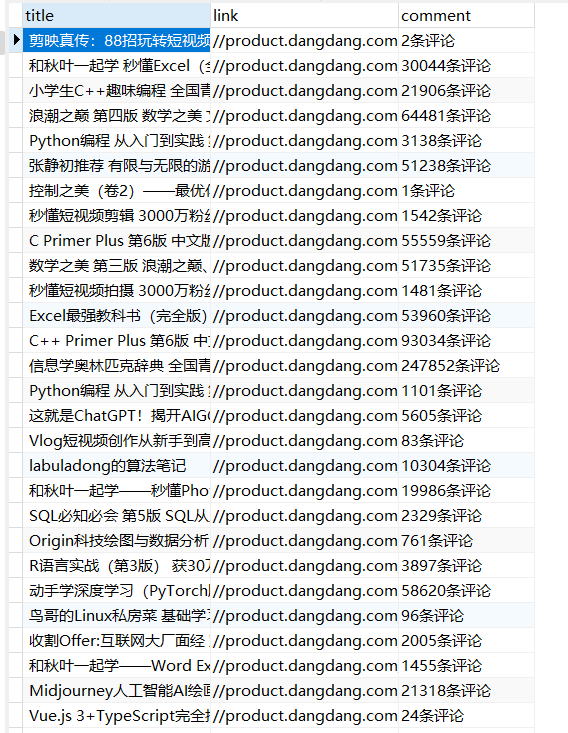 title link comment
剪映真传：88招玩转短视频 //product.dangdang.com 2条评论
和秋叶一起学 秒懂Excel（全 //product.dangdang.com 30044条评论
小学生C++趣味编程 全国青 //product.dangdang.com 21906条评论
浪潮之巅 第四版 数学之美 //product.dangdang.com 64481条评论
Python编程 从入门到实践 //product.dangdang.com 3138条评论
张静初推荐 有限与无限的游 //product.dangdang.com 51238条评论
控制之美（卷2）——最优化 //product.dangdang.com 1条评论
秒懂短视频剪辑 3000万粉丝 //product.dangdang.com 1542条评论
C Primer Plus 第6版 中文版 //product.dangdang.com 55559条评论
数学之美 第三版 浪潮之巅、 //product.dangdang.com 51735条评论
秒懂短视频拍摄 3000万粉丝 //product.dangdang.com 1481条评论
Excel最强教科书（完全版） //product.dangdang.com 53960条评论
C++ Primer Plus 第6版 中 //product.dangdang.com 93034条评论
信息学奥林匹克辞典 全国青 //product.dangdang.com 247852条评论
Python编程 从入门到实践 //product.dangdang.com 1101条评论
这就是ChatGPT！揭开AIGC //product.dangdang.com 5605条评论
Vlog短视频创作从新手到高 //product.dangdang.com 83条评论
labuladong的算法笔记 //product.dangdang.com 10304条评论
和秋叶一起学——秒懂Pho //product.dangdang.com 19986条评论
SQL必知必会 第5版 SQL从 //product.dangdang.com 2329条评论
Origin科技绘图与数据分析 //product.dangdang.com 761条评论
R语言实战（第3版） 获30万 //product.dangdang.com 3897条评论
动手学深度学习（PyTorch版 //product.dangdang.com 58620条评论
鸟哥的Linux私房菜 基础学习 //product.dangdang.com 96条评论
收割Offer:互联网大厂面经 //product.dangdang.com 2005条评论
和秋叶一起学——Word Ex //product.dangdang.com 1455条评论
Midjourney人工智能AI绘画 //product.dangdang.com 21318条评论
Vue.js 3+TypeScript完全指 //product.dangdang.com 24条评论